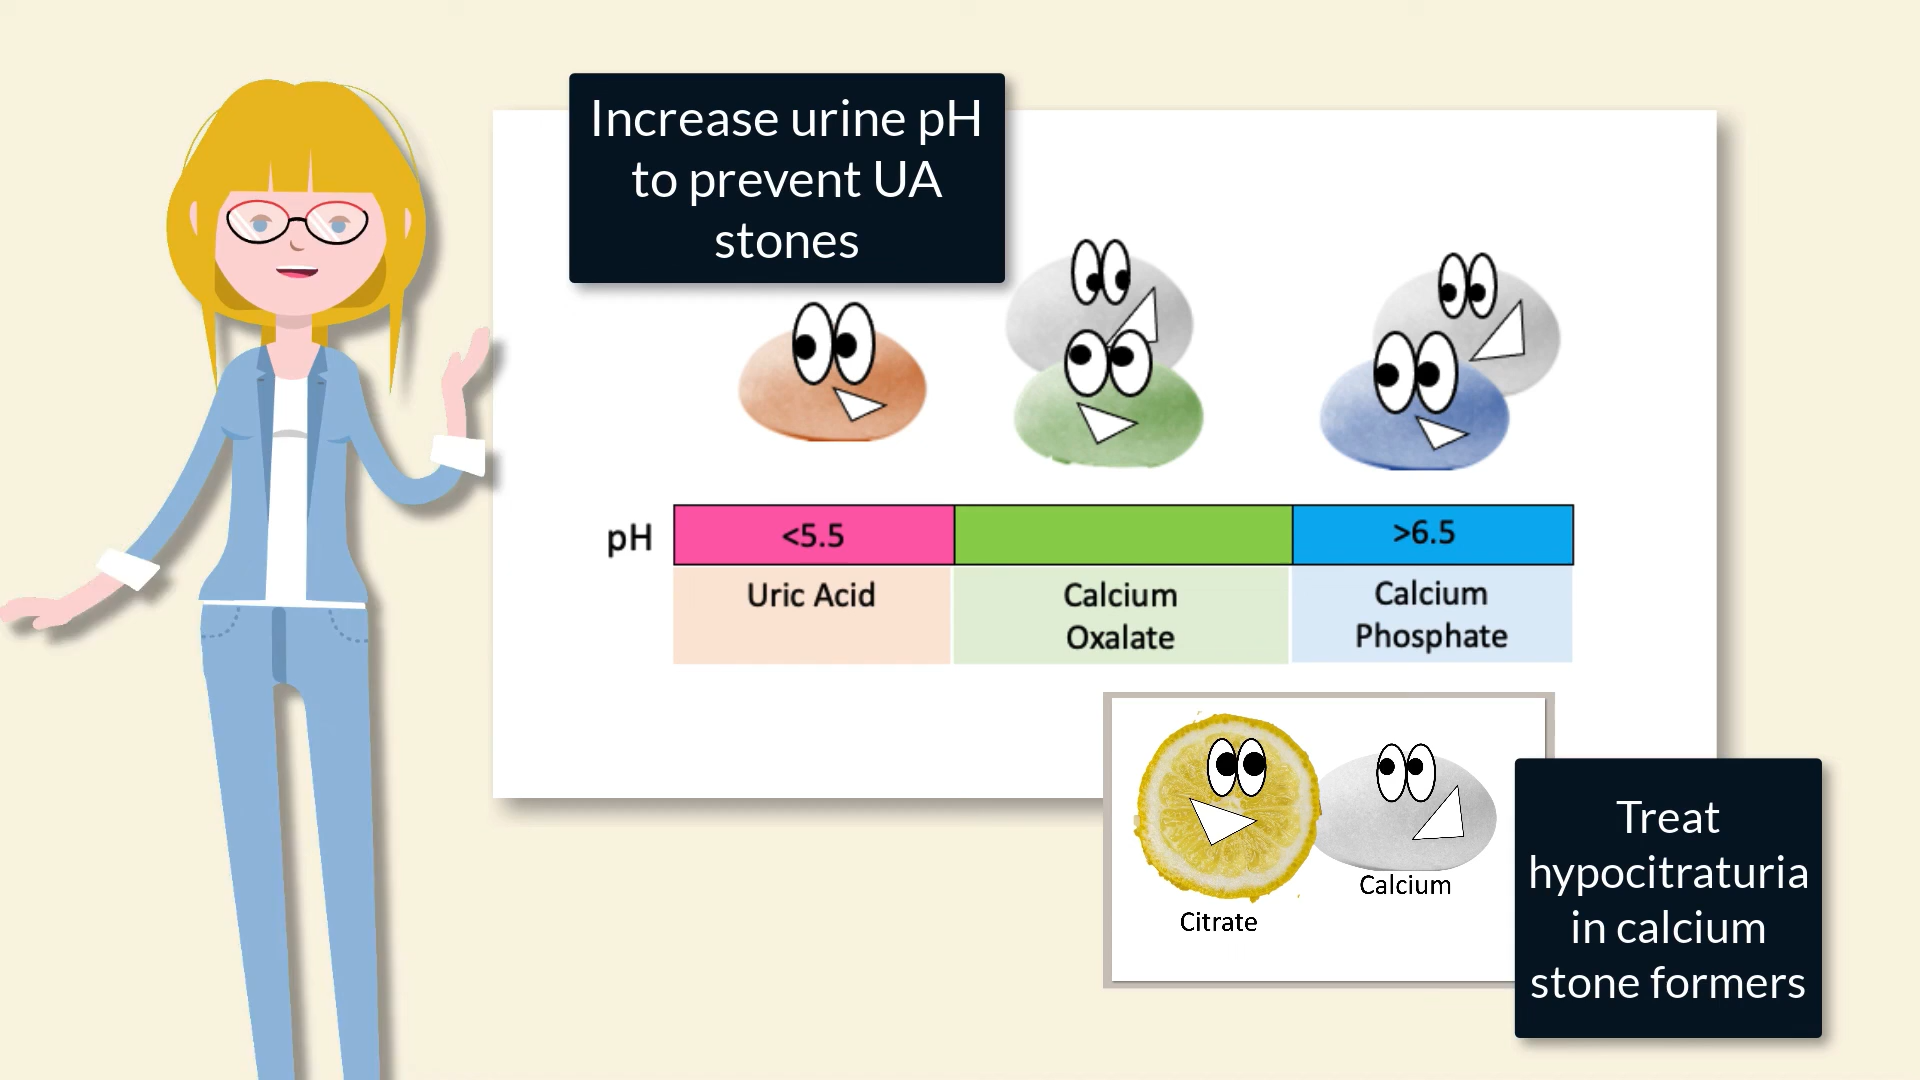 Increase urine pH
to prevent UA
stones
pH
<5.5
>6.5
Uric Acid
Calcium
Oxalate
Calcium
Phosphate
Citrate
Calcium
Treat
hypocitraturia
in calcium
stone formers